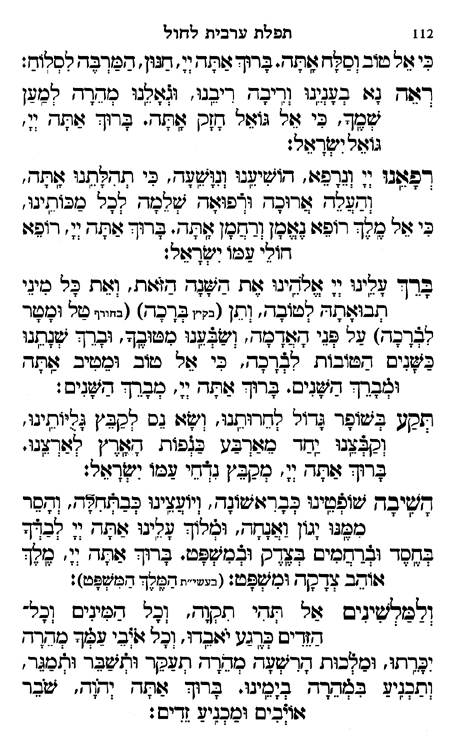 112 תפלת ערבית לחול
כִּי אֵל טוֹב וְסַלָּח אָֽתָּה. בָּרוּךְ אַתָּה יְיָ, חַנּוּן, הַמַּרְבֶּה לִסְלוֹחַ:
רְאֵה נָא בְעָנְיֵֽנוּ וְרִֽיבָה רִיבֵֽנוּ, וּגְאָלֵֽנוּ מְהֵרָה לְמַֽעַן
שְׁמֶֽךָ, כִּי אֵל גּוֹאֵל חָזָק אָֽתָּה. בָּרוּךְ אַתָּה יְיָ,
גּוֹאֵל יִשְׂרָאֵל:
רְפָאֵֽנוּ יְיָ וְנֵרָפֵא, הוֹשִׁיעֵֽנוּ וְנִוָּשֵֽׁעָה, כִּי תְהִלָּתֵֽנוּ אָֽתָּה,
וְהַעֲלֵה אֲרוּכָה וּרְפוּאָה שְׁלֵמָה לְכָל מַכּוֹתֵֽינוּ,
כִּי אֵל מֶֽלֶךְ רוֹפֵא נֶאֱמָן וְרַחֲמָן אָֽתָּה. בָּרוּךְ אַתָּה יְיָ, רוֹפֵא
חוֹלֵי עַמּוֹ יִשְׂרָאֵל:
בָּרֵךְ עָלֵֽינוּ יְיָ אֱלֹהֵֽינוּ אֶת הַשָּׁנָה הַזֹּאת, וְאֵת כָּל מִינֵי
תְבוּאָתָהּ לְטוֹבָה, וְתֵן (בקיץ בְּרָכָה) (בחורף טַל וּמָטָר
לִבְרָכָה) עַל פְּנֵי הָאֲדָמָה, וְשַׂבְּעֵֽנוּ מִטּוּבֶֽךָ, וּבָרֵךְ שְׁנָתֵֽנוּ
כַּשָּׁנִים הַטּוֹבוֹת לִבְרָכָה, כִּי אֵל טוֹב וּמֵטִיב אַֽתָּה
וּמְבָרֵךְ הַשָּׁנִים. בָּרוּךְ אַתָּה יְיָ, מְבָרֵךְ הַשָּׁנִים:
תְּקַע בְּשׁוֹפָר גָּדוֹל לְחֵרוּתֵֽנוּ, וְשָׂא נֵס לְקַבֵּץ גָּלֻיּוֹתֵֽינוּ,
וְקַבְּצֵֽנוּ יַֽחַד מֵאַרְבַּע כַּנְפוֹת הָאָֽרֶץ לְאַרְצֵֽנוּ.
בָּרוּךְ אַתָּה יְיָ, מְקַבֵּץ נִדְחֵי עַמּוֹ יִשְׂרָאֵל:
הָשִֽׁיבָה שׁוֹפְטֵֽינוּ כְּבָרִאשׁוֹנָה, וְיוֹעֲצֵֽינוּ כְּבַתְּחִלָּה, וְהָסֵר
מִמֶּֽנּוּ יָגוֹן וַאֲנָחָה, וּמְלוֹךְ עָלֵֽינוּ אַתָּה יְיָ לְבַדְּךָ
בְּחֶֽסֶד וּבְרַחֲמִים בְּצֶֽדֶק וּבְמִשְׁפָּט. בָּרוּךְ אַתָּה יְיָ, מֶֽלֶךְ
אוֹהֵב צְדָקָה וּמִשְׁפָּט: (בעשי״ת הַמֶּֽלֶךְ הַמִּשְׁפָּט):
וְלַמַּלְשִׁינִים אַל תְּהִי תִקְוָה, וְכָל הַמִּינִים וְכָל־
הַזֵּדִים כְּרֶֽגַע יֹאבֵֽדוּ, וְכָל אֽוֹיְבֵי עַמְּךָ מְהֵרָה
יִכָּרֵֽתוּ, וּמַלְכוּת הָרִשְׁעָה מְהֵרָה תְעַקֵּר וּתְשַׁבֵּר וּתְמַגֵּר,
וְתַכְנִֽיעַ בִּמְהֵרָה בְיָמֵֽינוּ. בָּרוּךְ אַתָּה יְהֹוָה, שֹׁבֵר
אוֹיְבִים וּמַכְנִֽיעַ זֵדִים: